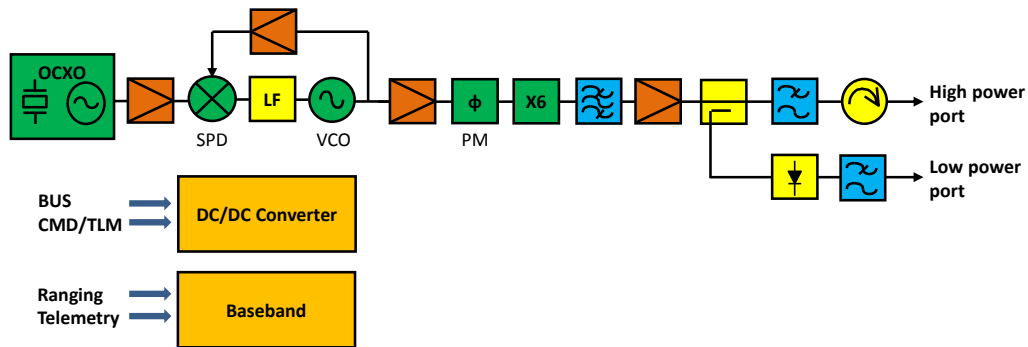 OCXO
LF
ϕ
X6
High power
port
SPD
VCO
PM
Low power
port
BUS
CMD/TLM
DC/DC Converter
Ranging
Telemetry
Baseband